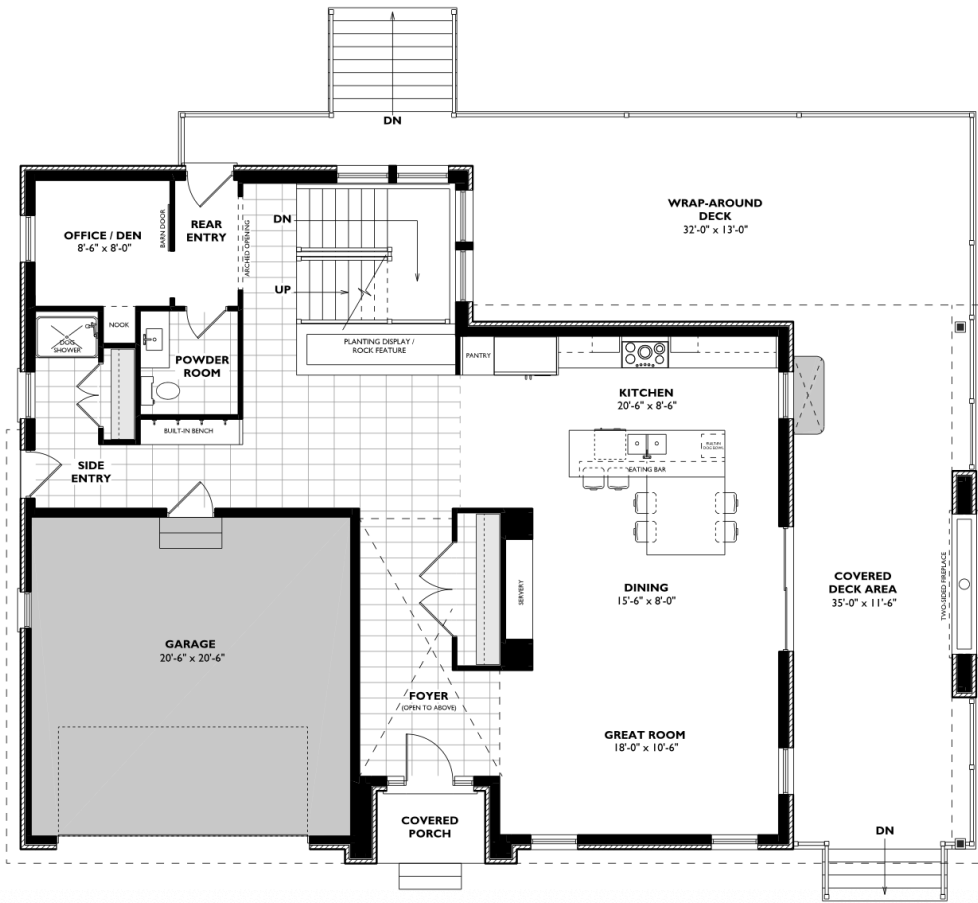 DN
WRAP-AROUND
DECK
32'-0" x 13'-0"
OFFICE / DEN
8'-6" x 8'-0"
BARN DOOR
REAR
ENTRY
ARCHED OPENING
DN
UP
PLANTING DISPLAY /
ROCK FEATURE
DOG
SHOWER
NOOK
POWDER
ROOM
BUILT-IN BENCH
PANTRY
KITCHEN
20'-6" x 8'-6"
BUILT-IN
DOG BOWL
EATING BAR
SIDE
ENTRY
GARAGE
20'-6" x 20'-6"
SERVERY
DINING
15'-6" x 8'-0"
COVERED
DECK AREA
35'-0" x 11'-6"
TWO-SIDED FIREPLACE
FOYER
(OPEN TO ABOVE)
GREAT ROOM
18'-0" x 10'-6"
COVERED
PORCH
DN